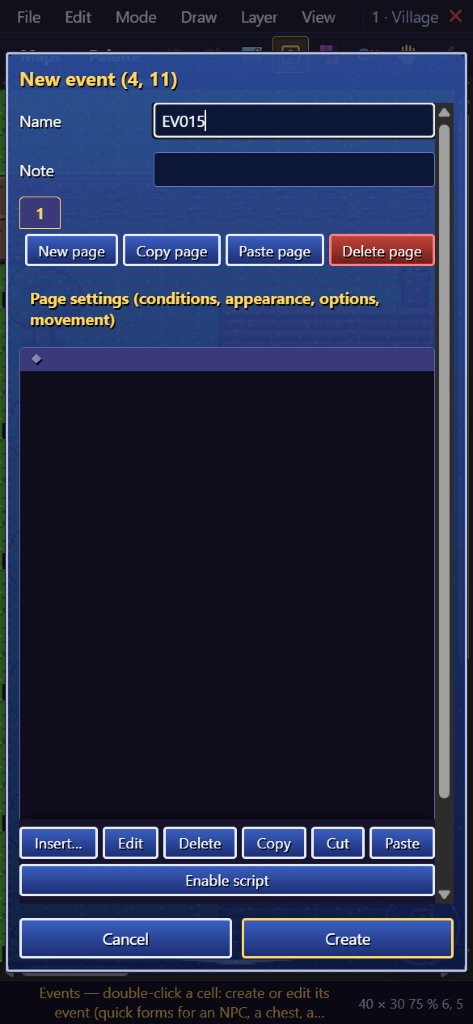 File Edit Mode Draw Layer View 1 · Village ✕
Maps Palette
New event (4, 11)
Name EV015
Note
1
New page Copy page Paste page Delete page
Page settings (conditions, appearance, options,
movement)
◆
Insert... Edit Delete Copy Cut Paste
Enable script
Cancel Create
Events — double-click a cell: create or edit its
event (quick forms for an NPC, a chest, a...
40 × 30 75 % 6, 5